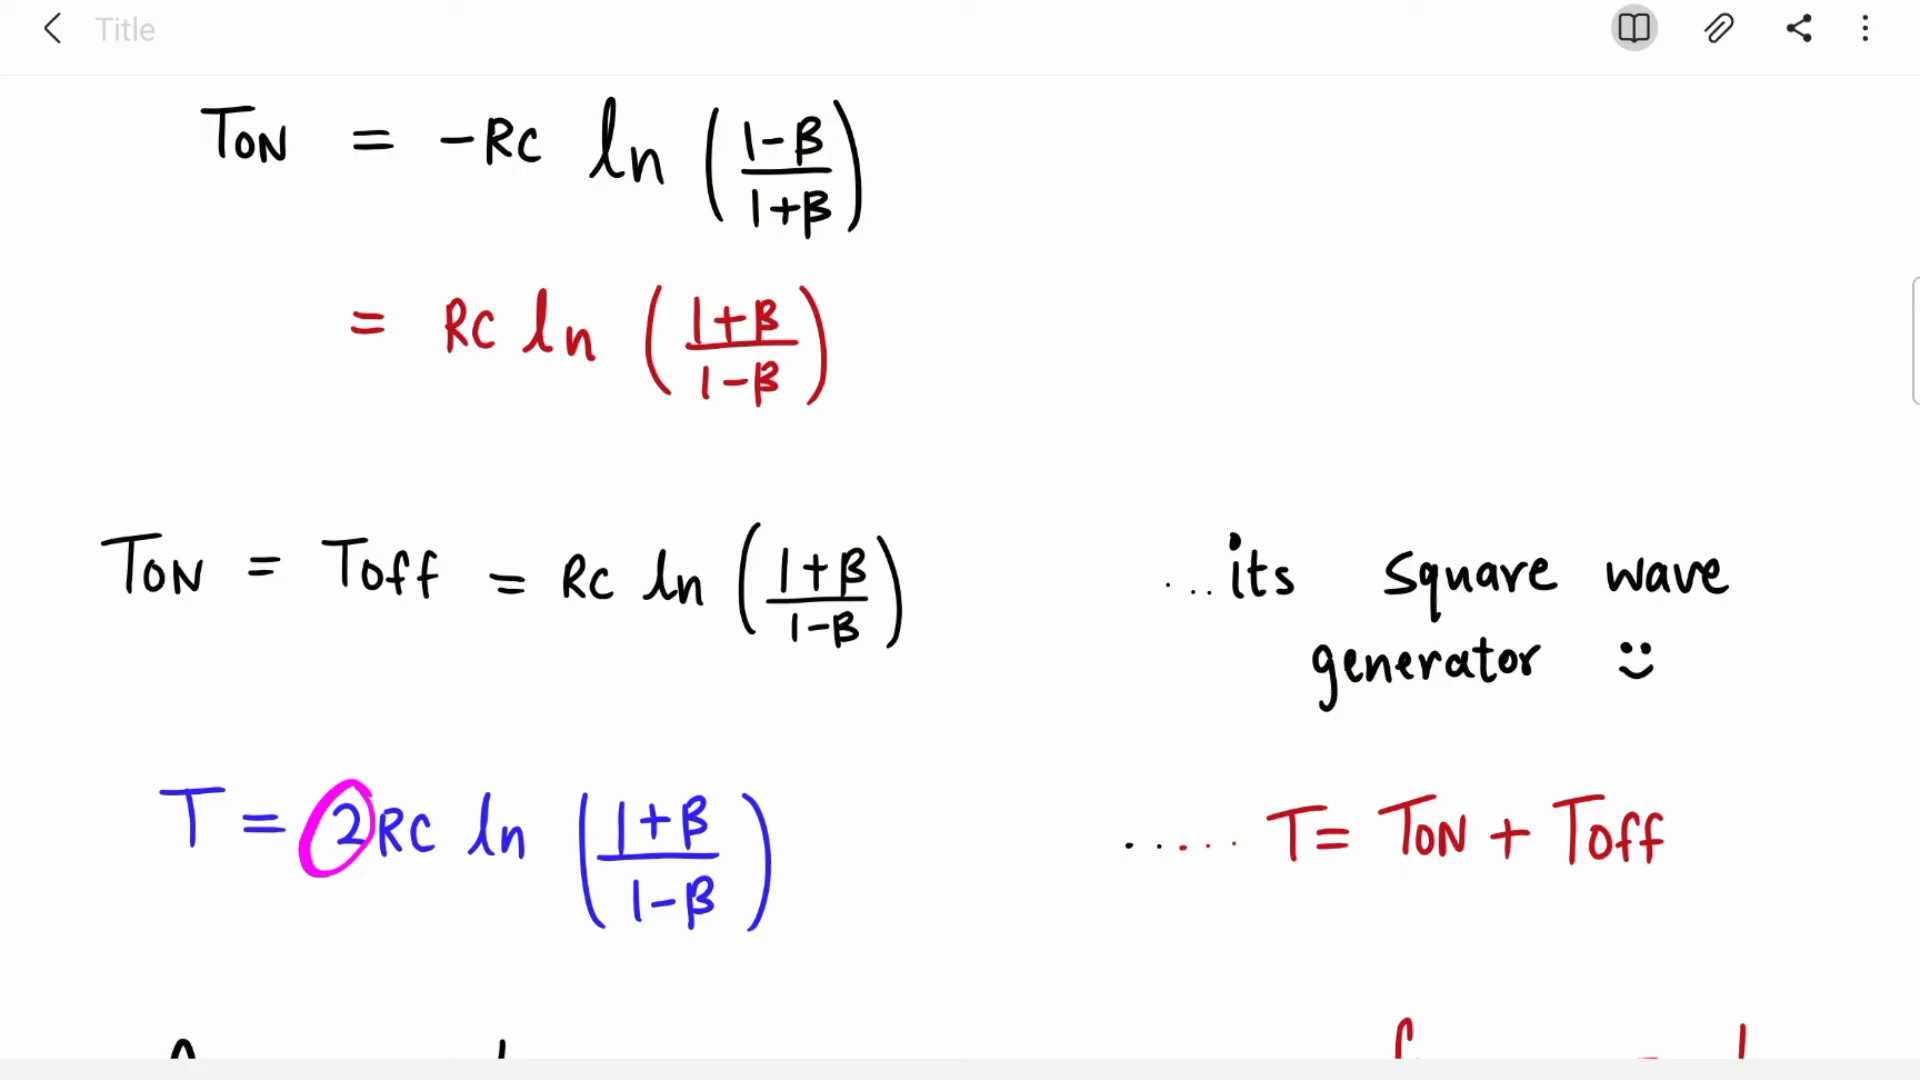 Title
TON = -RC ln (1-β / 1+β)
= RC ln (1+β / 1-β)
TON = Toff = RC ln (1+β / 1-β) ... its square wave
generator :)
T = 2RC ln (1+β / 1-β) ..... T = TON + Toff